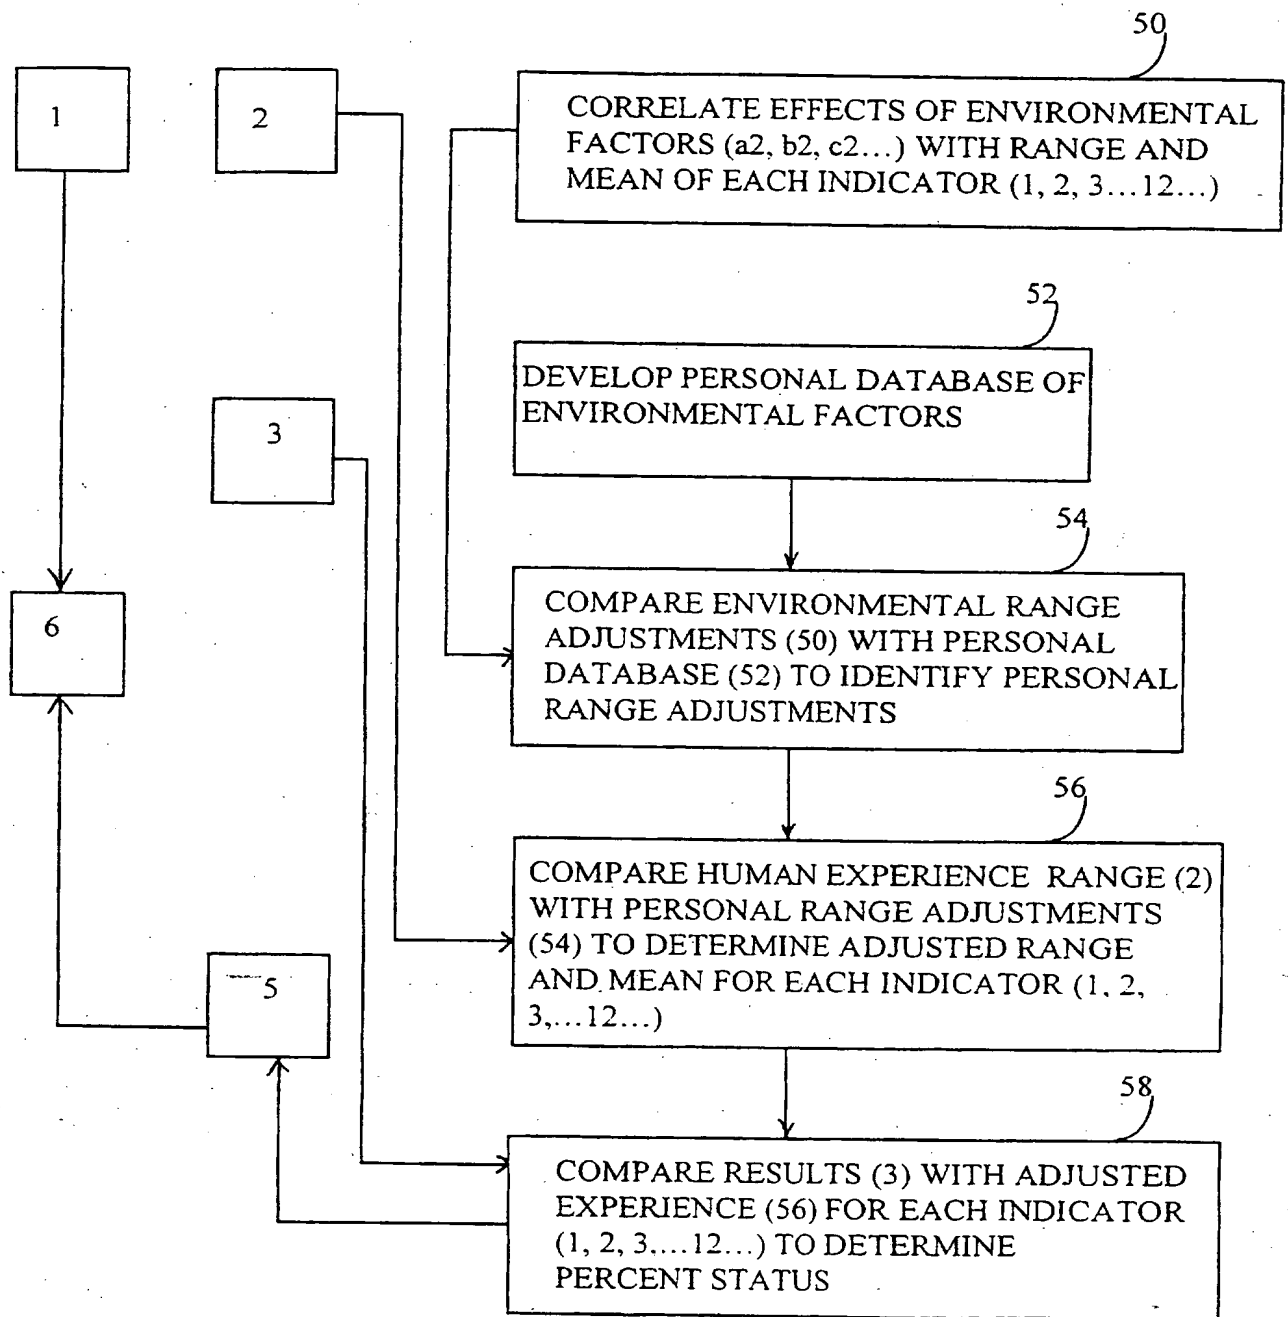 50
1
2
CORRELATE EFFECTS OF ENVIRONMENTAL
FACTORS (a2, b2, c2...) WITH RANGE AND
MEAN OF EACH INDICATOR (1, 2, 3...12...)
52
DEVELOP PERSONAL DATABASE OF
ENVIRONMENTAL FACTORS
3
54
COMPARE ENVIRONMENTAL RANGE
ADJUSTMENTS (50) WITH PERSONAL
DATABASE (52) TO IDENTIFY PERSONAL
RANGE ADJUSTMENTS
6
56
COMPARE HUMAN EXPERIENCE RANGE (2)
WITH PERSONAL RANGE ADJUSTMENTS
(54) TO DETERMINE ADJUSTED RANGE
AND MEAN FOR EACH INDICATOR (1, 2,
3,...12...)
5
58
COMPARE RESULTS (3) WITH ADJUSTED
EXPERIENCE (56) FOR EACH INDICATOR
(1, 2, 3,...12...) TO DETERMINE
PERCENT STATUS